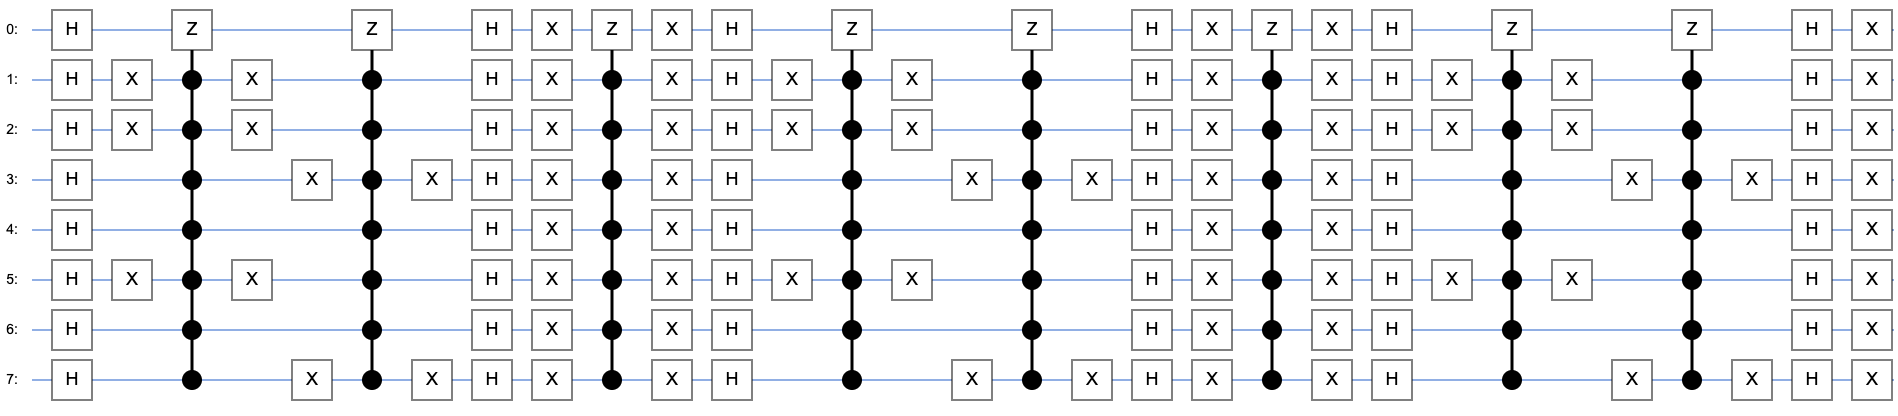 0: H Z Z H X Z X H Z Z H X Z X H Z Z H X
1: H X X H X X H X X H X X H X X H X
2: H X X H X X H X X H X X H X X H X
3: H X X H X X H X X H X X H X X H X
4: H H X X H H X X H H X
5: H X X H X X H X X H X X H X X H X
6: H H X X H H X X H H X
7: H X X H X X H X X H X X H X X H X